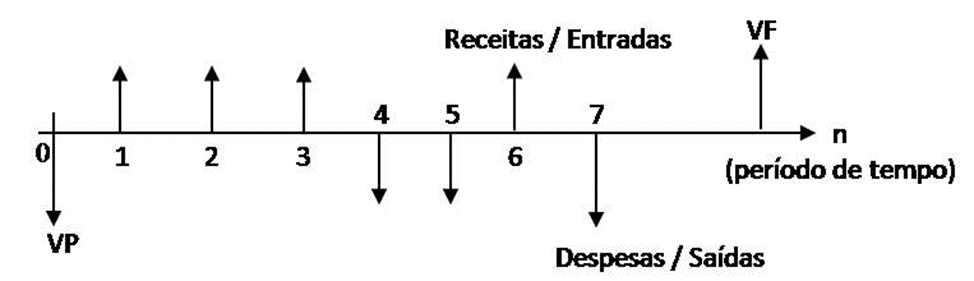 Receitas / Entradas
VF
4 5 7
0 1 2 3 6
n
(período de tempo)
VP
Despesas / Saídas